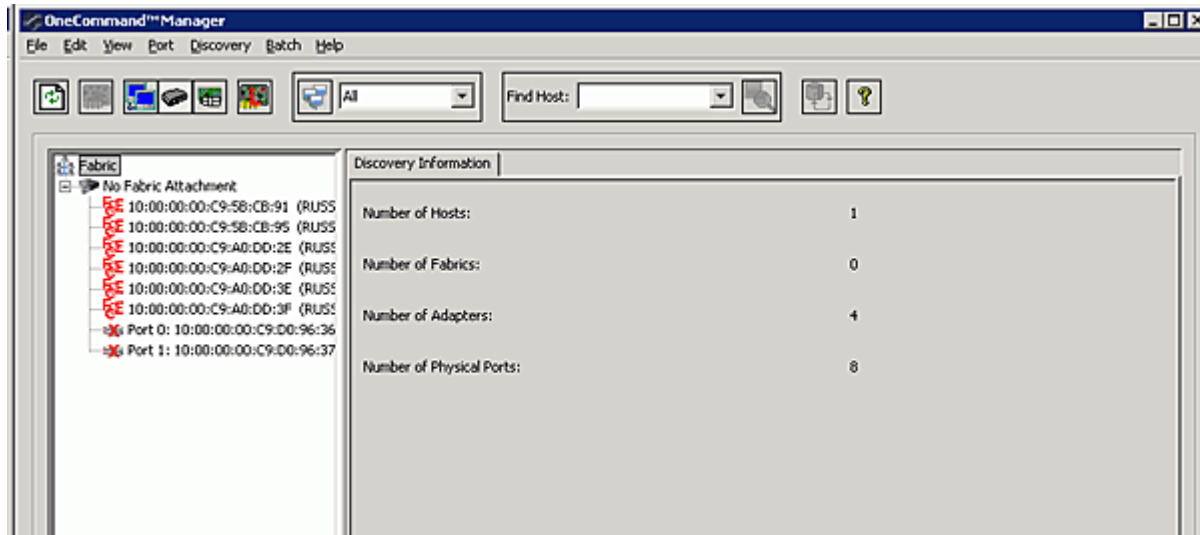 OneCommand™Manager
File Edit View Port Discovery Batch Help
All Find Host:
Fabric
No Fabric Attachment
10:00:00:00:C9:5B:CB:91 (RUSS
10:00:00:00:C9:5B:CB:95 (RUSS
10:00:00:00:C9:A0:DD:2E (RUSS
10:00:00:00:C9:A0:DD:2F (RUSS
10:00:00:00:C9:A0:DD:3E (RUSS
10:00:00:00:C9:A0:DD:3F (RUSS
Port 0: 10:00:00:00:C9:D0:96:36
Port 1: 10:00:00:00:C9:D0:96:37
Discovery Information
Number of Hosts: 1
Number of Fabrics: 0
Number of Adapters: 4
Number of Physical Ports: 8